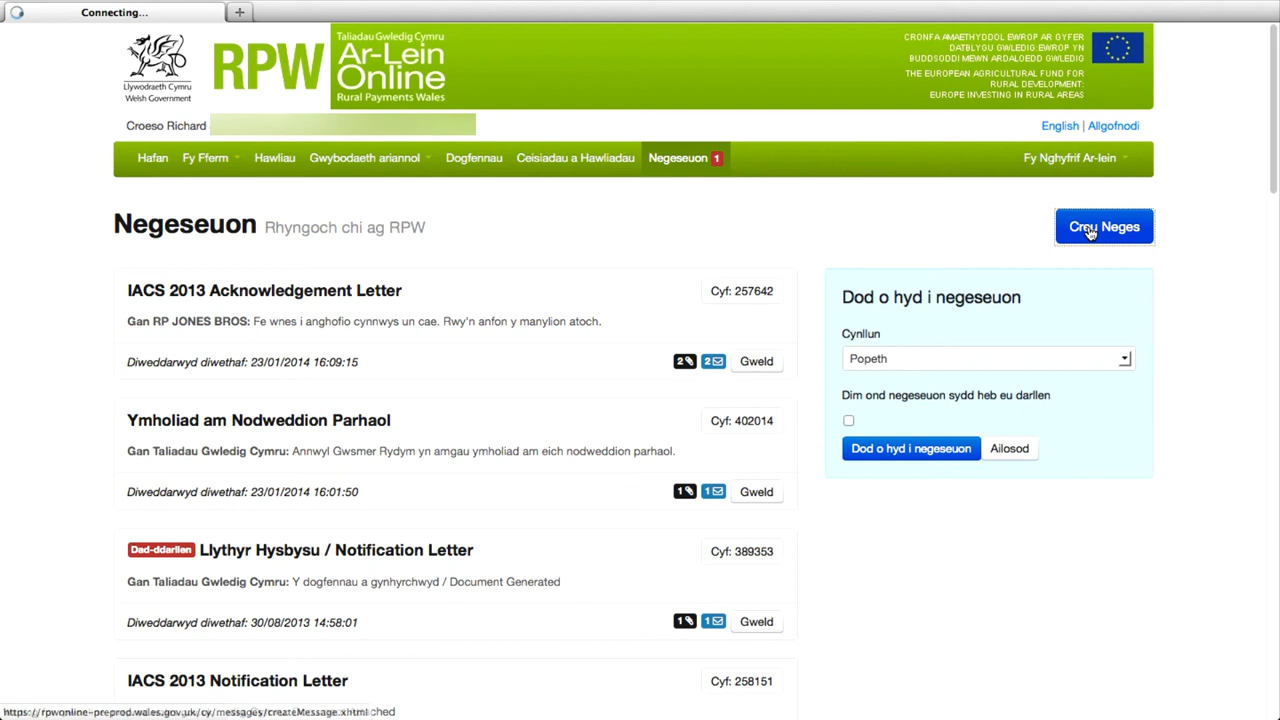 Connecting...
Llywodraeth Cymru
Welsh Government
RPW
Taliadau Gwledig Cymru
Ar-Lein
Online
Rural Payments Wales
CRONFA AMAETHYDDOL EWROP AR GYFER
DATBLYGU GWLEDIG:EWROP YN
BUDDSODDI MEWN ARDALOEDD GWLEDIG
THE EUROPEAN AGRICULTURAL FUND FOR
RURAL DEVELOPMENT:
EUROPE INVESTING IN RURAL AREAS
Croeso Richard
English | Allgofnodi
Hafan Fy Fferm Hawliau Gwybodaeth ariannol Dogfennau Ceisiadau a Hawliadau Negeseuon 1 Fy Nghyfrif Ar-lein
Negeseuon Rhyngoch chi ag RPW
Creu Neges
IACS 2013 Acknowledgement Letter
Cyf: 257642
Gan RP JONES BROS: Fe wnes i anghofio cynnwys un cae. Rwy'n anfon y manylion atoch.
Diweddarwyd diwethaf: 23/01/2014 16:09:15
2 2 Gweld
Ymholiad am Nodweddion Parhaol
Cyf: 402014
Gan Taliadau Gwledig Cymru: Annwyl Gwsmer Rydym yn amgau ymholiad am eich nodweddion parhaol.
Diweddarwyd diwethaf: 23/01/2014 16:01:50
1 1 Gweld
Dad-ddarllen Llythyr Hysbysu / Notification Letter
Cyf: 389353
Gan Taliadau Gwledig Cymru: Y dogfennau a gynhyrchwyd / Document Generated
Diweddarwyd diwethaf: 30/08/2013 14:58:01
1 1 Gweld
IACS 2013 Notification Letter
Cyf: 258151
Dod o hyd i negeseuon
Cynllun
Popeth
Dim ond negeseuon sydd heb eu darllen
Dod o hyd i negeseuon Ailosod
https://rpwonline-preprod.wales.gov.uk/cy/messages/createMessage.xhtml